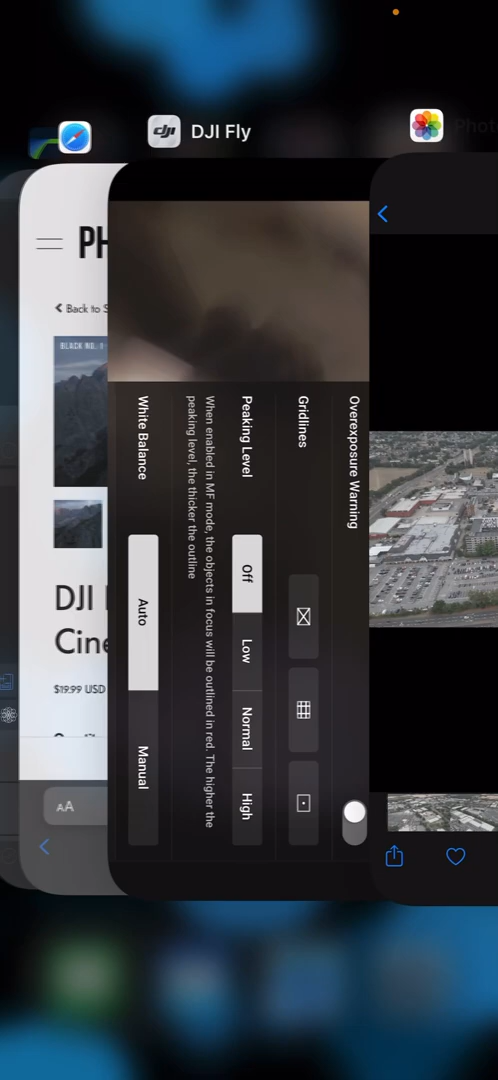 DJI Fly
Photo
PH
Back to S
BLACK NO. 1
DJI
Cine
$19.99 USD
AA
Overexposure Warning
Gridlines
Peaking Level
Off
Low
Normal
High
When enabled in MF mode, the objects in focus will be outlined in red. The higher the
peaking level, the thicker the outline
White Balance
Auto
Manual